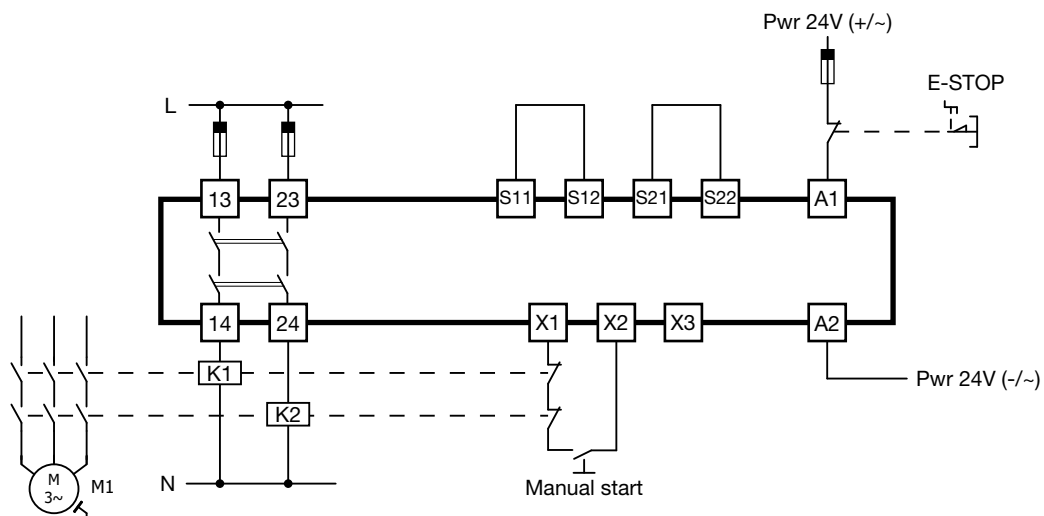 Pwr 24V (+/~)
E-STOP
L
13 23 S11 S12 S21 S22 A1
14 24 X1 X2 X3 A2
K1
Pwr 24V (-/~)
K2
M
3~
M1
N
Manual start